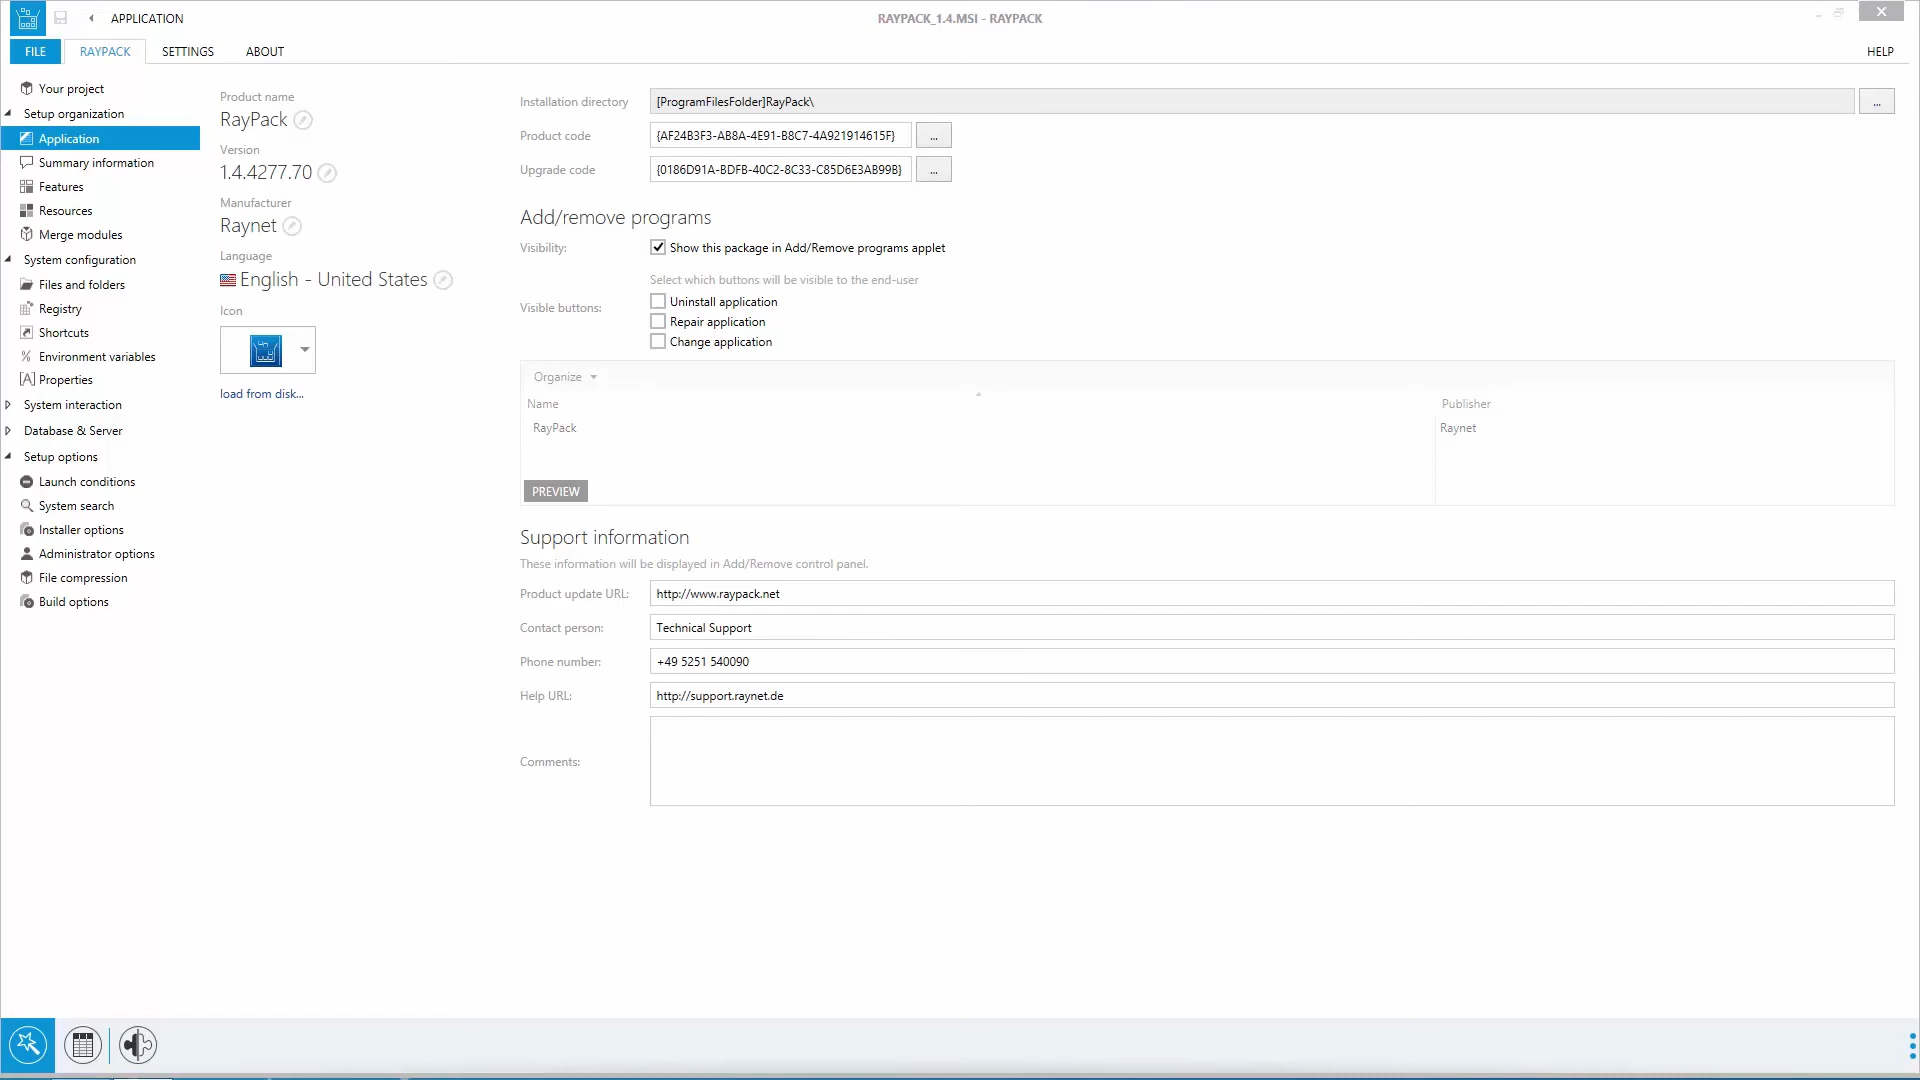 APPLICATION
RAYPACK_1.4.MSI - RAYPACK
FILE
RAYPACK
SETTINGS
ABOUT
HELP
Your project
Setup organization
Application
Summary information
Features
Resources
Merge modules
System configuration
Files and folders
Registry
Shortcuts
Environment variables
Properties
System interaction
Database & Server
Setup options
Launch conditions
System search
Installer options
Administrator options
File compression
Build options
Product name
RayPack
Version
1.4.4277.70
Manufacturer
Raynet
Language
English - United States
Icon
load from disk...
Installation directory
[ProgramFilesFolder]RayPack\
...
Product code
{AF24B3F3-AB8A-4E91-B8C7-4A921914615F}
...
Upgrade code
{0186D91A-BDFB-40C2-8C33-C85D6E3AB99B}
...
Add/remove programs
Visibility:
Show this package in Add/Remove programs applet
Select which buttons will be visible to the end-user
Visible buttons:
Uninstall application
Repair application
Change application
Organize
Name
Publisher
RayPack
Raynet
PREVIEW
Support information
These information will be displayed in Add/Remove control panel.
Product update URL:
http://www.raypack.net
Contact person:
Technical Support
Phone number:
+49 5251 540090
Help URL:
http://support.raynet.de
Comments: